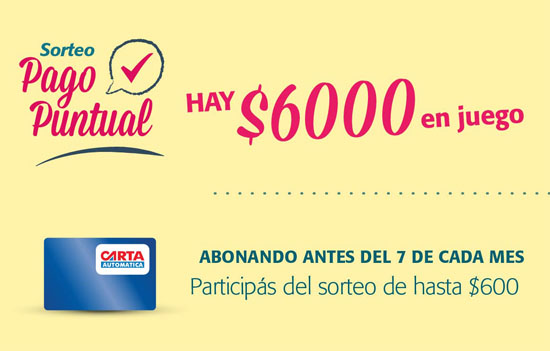 Sorteo
Pago
Puntual
HAY $6000 en juego
CARTA
AUTOMATICA
ABONANDO ANTES DEL 7 DE CADA MES
Participás del sorteo de hasta $600